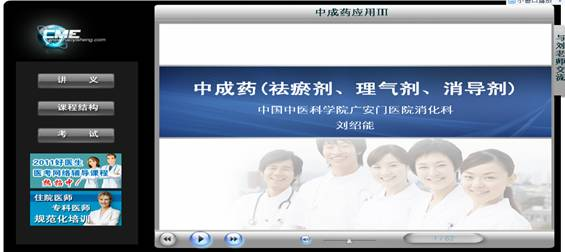 中成药应用Ⅲ
CME
讲 义
课程结构
考 试
2011好医生
医考网络辅导课程
热招中!
住院医师
专科医师
规范化培训
中成药(祛瘀剂、理气剂、消导剂)
中国中医科学院广安门医院消化科
刘绍能
与刘老师交流
1 / 62